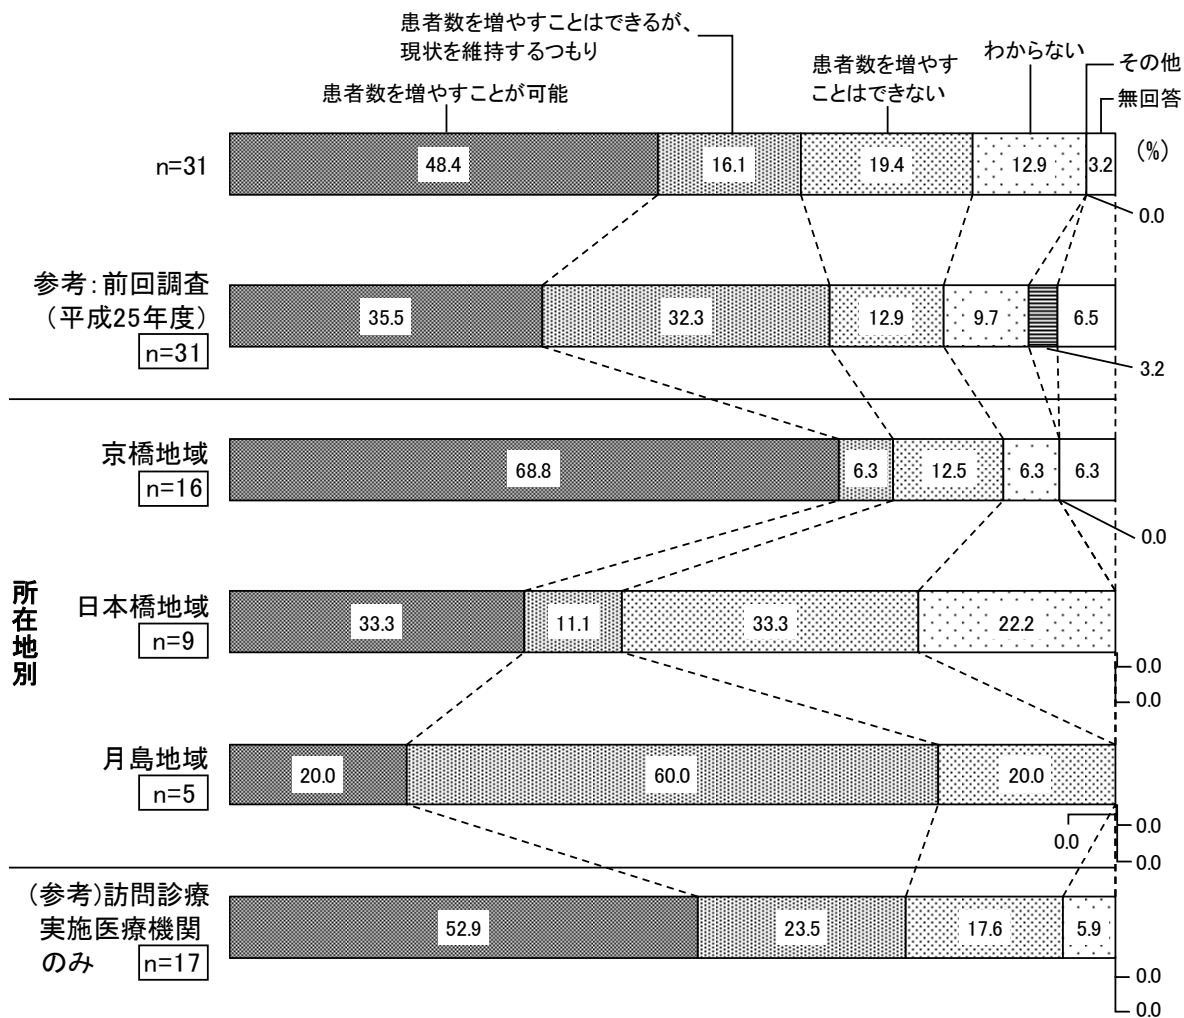 患者数を増やすことはできるが、
現状を維持するつもり
患者数を増やすことが可能
患者数を増やす
ことはできない
わからない
その他
無回答
(%)
n=31
48.4
16.1
19.4
12.9
3.2
0.0
参考：前回調査
（平成25年度）
n=31
35.5
32.3
12.9
9.7
6.5
3.2
京橋地域
n=16
68.8
6.3
12.5
6.3
6.3
0.0
所在地別
日本橋地域
n=9
33.3
11.1
33.3
22.2
0.0
0.0
月島地域
n=5
20.0
60.0
20.0
0.0
0.0
0.0
（参考）訪問診療
実施医療機関
のみ
n=17
52.9
23.5
17.6
5.9
0.0
0.0